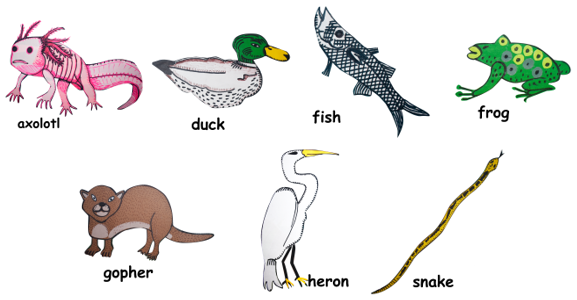 axolotl
duck
fish
frog
gopher
heron
snake